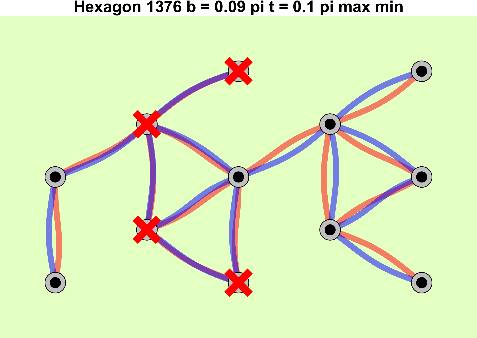 Hexagon 1376 b = 0.09 pi t = 0.1 pi max min